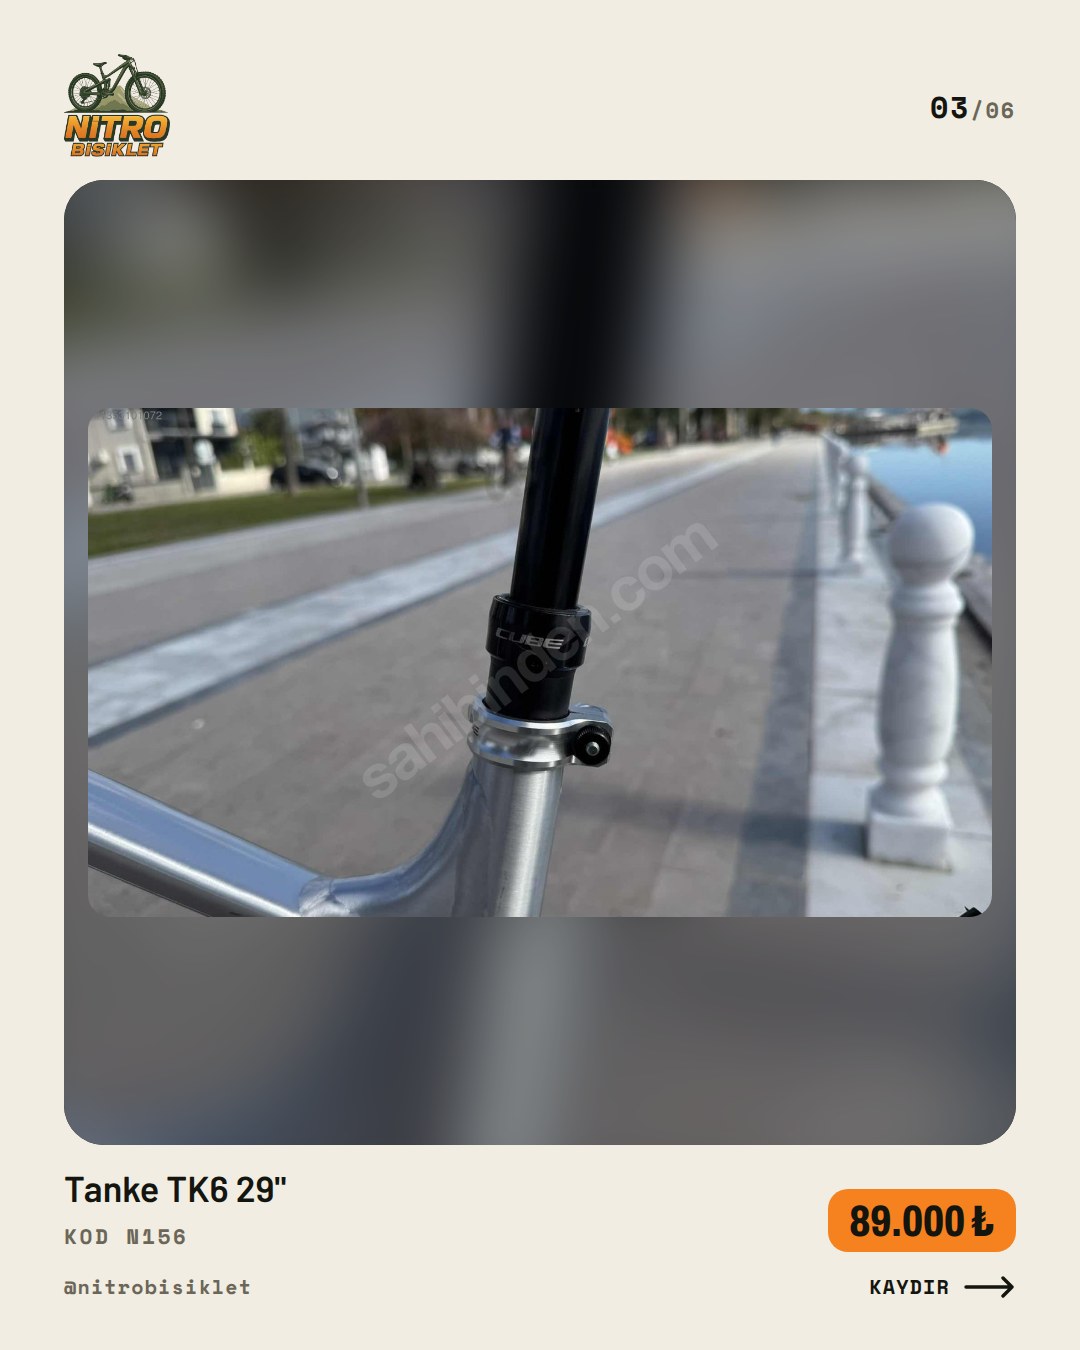 NITRO
BISIKLET
03/06
CUBE
sahibinden.com
Tanke TK6 29"
KOD N156
89.000 ₺
@nitrobisiklet
KAYDIR